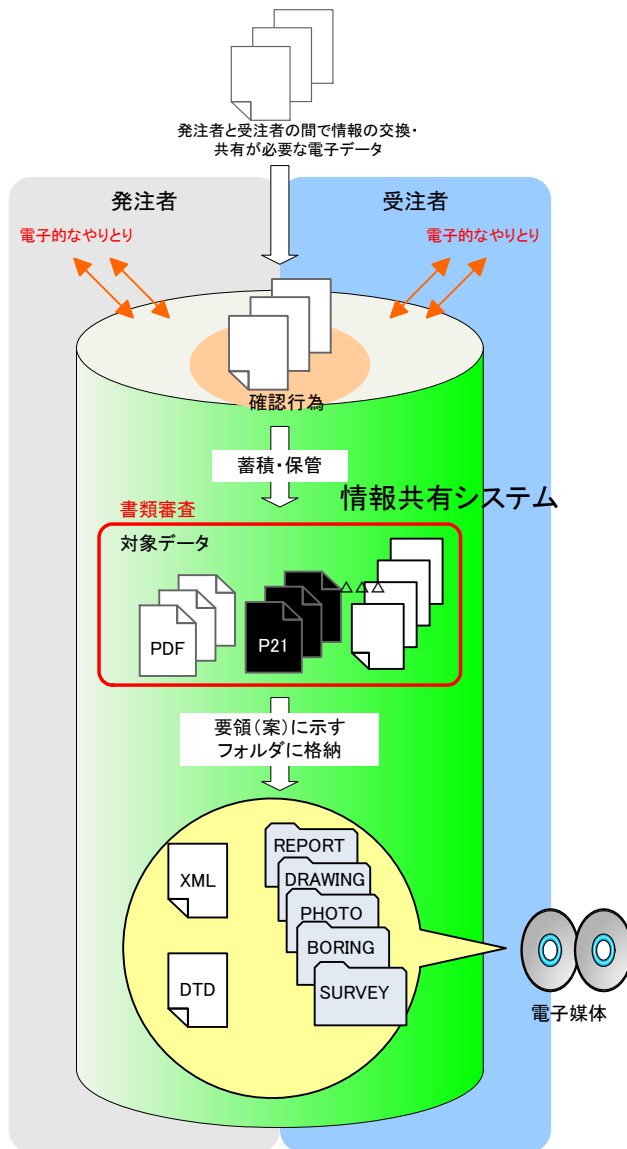 発注者と受注者の間で情報の交換・
共有が必要な電子データ
発注者
受注者
電子的なやりとり
電子的なやりとり
確認行為
蓄積・保管
情報共有システム
書類審査
対象データ
△△△
PDF
P21
要領(案)に示す
フォルダに格納
XML
DTD
REPORT
DRAWING
PHOTO
BORING
SURVEY
電子媒体